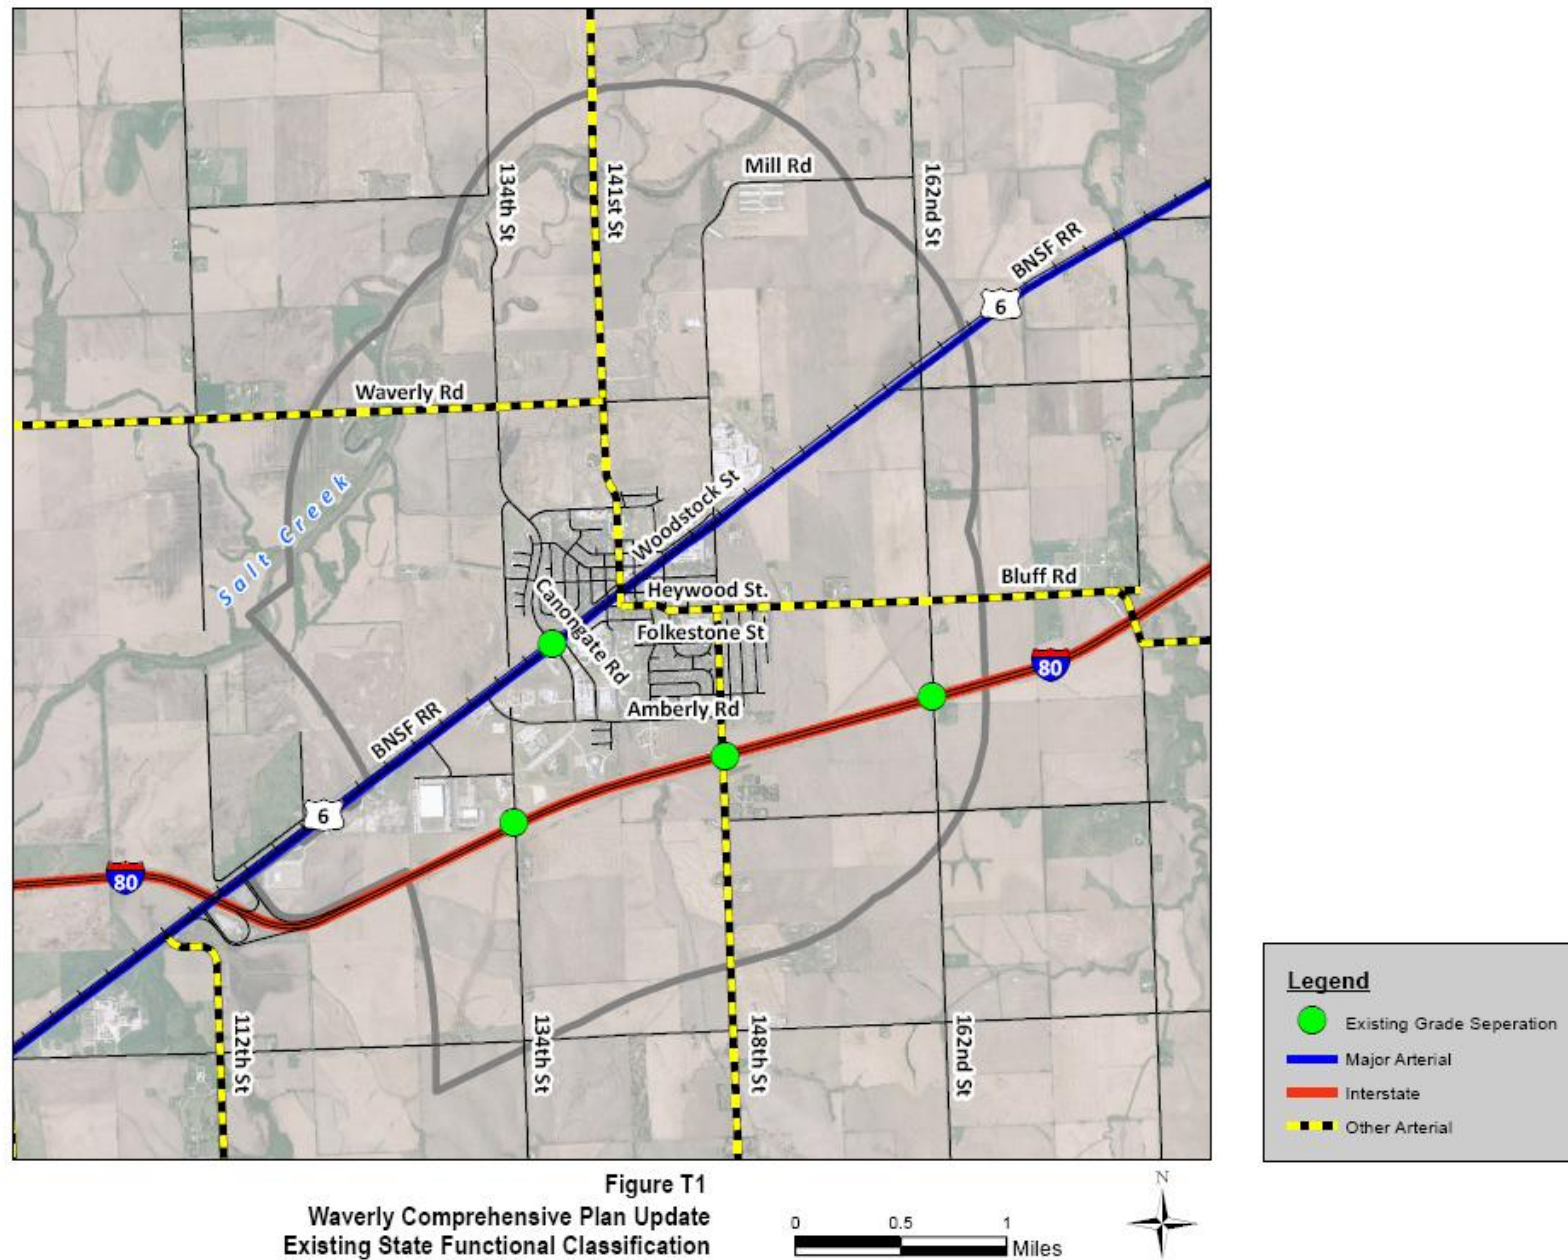 134th St
141st St
Mill Rd
162nd St
BNSF RR
6
Waverly Rd
Salt Creek
Woodstock St
Heywood St.
Bluff Rd
Canongate Rd
Folkestone St
80
Amberly Rd
BNSF RR
6
80
112th St
134th St
148th St
162nd St
Legend
Existing Grade Seperation
Major Arterial
Interstate
Other Arterial
Figure T1
Waverly Comprehensive Plan Update
Existing State Functional Classification
0 0.5 1
Miles
N